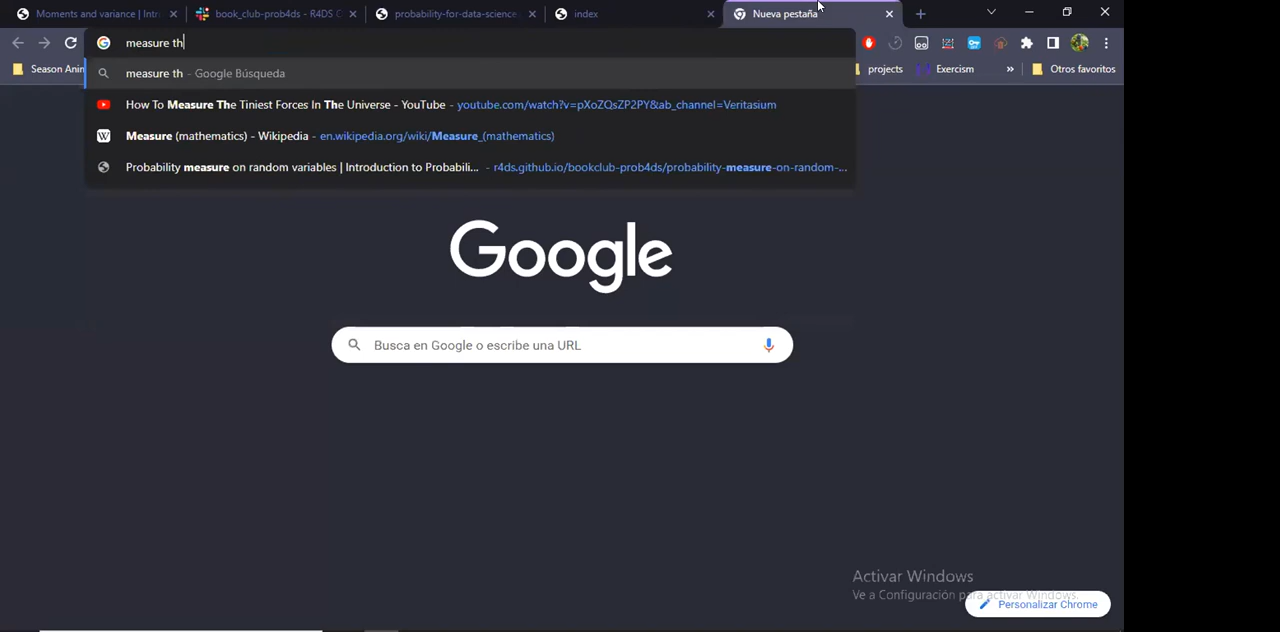 Moments and variance | Intr
book_club-prob4ds - R4DS C
probability-for-data-science
index
Nueva pestaña
measure th
Season Anim
projects
Exercism
»
Otros favoritos
measure th - Google Búsqueda
How To Measure The Tiniest Forces In The Universe - YouTube - youtube.com/watch?v=pXoZQsZP2PY&ab_channel=Veritasium
Measure (mathematics) - Wikipedia - en.wikipedia.org/wiki/Measure_(mathematics)
Probability measure on random variables | Introduction to Probabili... - r4ds.github.io/bookclub-prob4ds/probability-measure-on-random-...
Google
Busca en Google o escribe una URL
Activar Windows
Ve a Configuración para activar Windows.
Personalizar Chrome